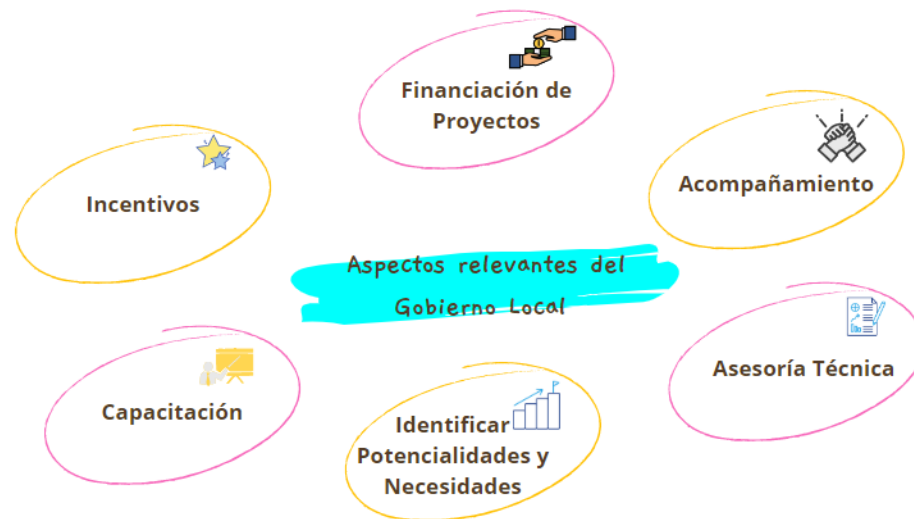 Financiación de
Proyectos
Incentivos
Acompañamiento
Aspectos relevantes del
Gobierno Local
Capacitación
Identificar
Potencialidades y
Necesidades
Asesoría Técnica